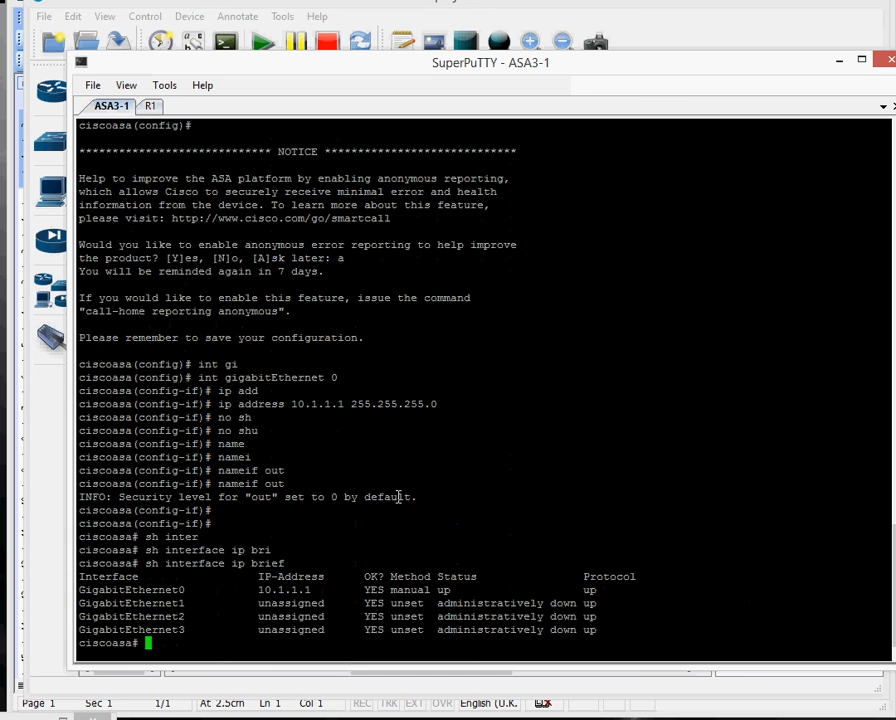 File Edit Control Device Annotate Tools Help
SuperPuTTY - ASA3-1
File View Tools Help
ASA3-1 R1
ciscoasa(config)#
***************************** NOTICE *****************************
Help to improve the ASA platform by enabling anonymous reporting,
which allows Cisco to securely receive minimal error and health
information from the device. To learn more about this feature,
please visit: http://www.cisco.com/go/smartcall
Would you like to enable anonymous error reporting to help improve
the product? [Y]es, [N]o, [A]sk later: a
You will be reminded again in 7 days.
If you would like to enable this feature, issue the command
"call-home reporting anonymous".
Please remember to save your configuration.
ciscoasa(config)# int gi
ciscoasa(config)# int gigabitEthernet 0
ciscoasa(config-if)# ip add
ciscoasa(config-if)# ip address 10.1.1.1 255.255.255.0
ciscoasa(config-if)# no sh
ciscoasa(config-if)# no shu
ciscoasa(config-if)# name
ciscoasa(config-if)# namei
ciscoasa(config-if)# nameif out
ciscoasa(config-if)# nameif out
INFO: Security level for "out" set to 0 by default.
ciscoasa(config-if)#
ciscoasa(config-if)#
ciscoasa# sh inter
ciscoasa# sh interface ip bri
ciscoasa# sh interface ip brief
Interface IP-Address OK? Method Status Protocol
GigabitEthernet0 10.1.1.1 YES manual up up
GigabitEthernet1 unassigned YES unset administratively down up
GigabitEthernet2 unassigned YES unset administratively down up
GigabitEthernet3 unassigned YES unset administratively down up
ciscoasa#
Page 1 Sec 1 1/1 At 2.5cm Ln 1 Col 1 REC TRK EXT OVR English (U.K.